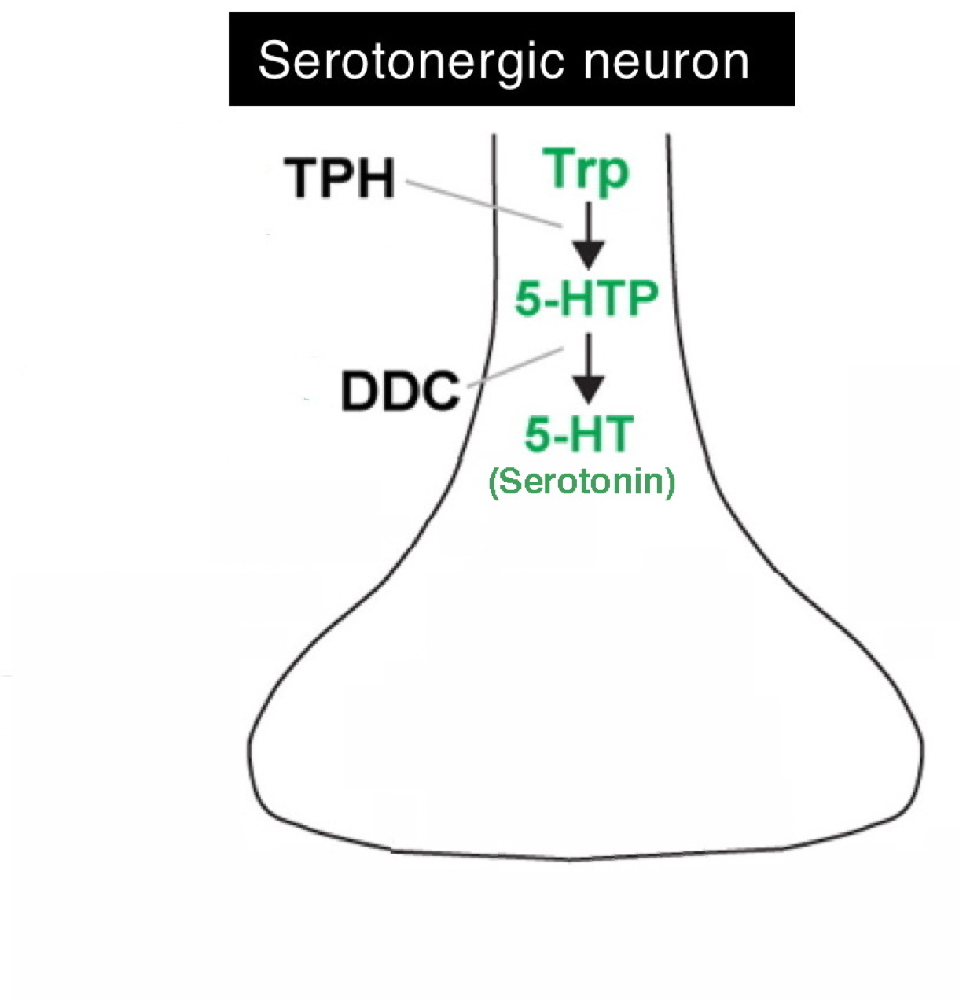 Serotonergic neuron
TPH
Trp
5-HTP
DDC
5-HT
(Serotonin)